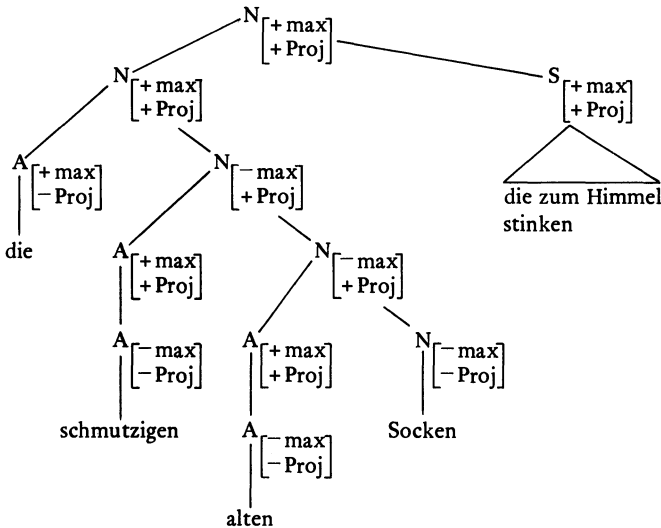 N [+ max
+ Proj]
N [+ max
+ Proj]
S [+ max
+ Proj]
A [+ max
− Proj]
N [− max
+ Proj]
die zum Himmel
stinken
die
A [+ max
+ Proj]
N [− max
+ Proj]
A [− max
− Proj]
A [+ max
+ Proj]
N [− max
− Proj]
schmutzigen
Socken
A [− max
− Proj]
alten